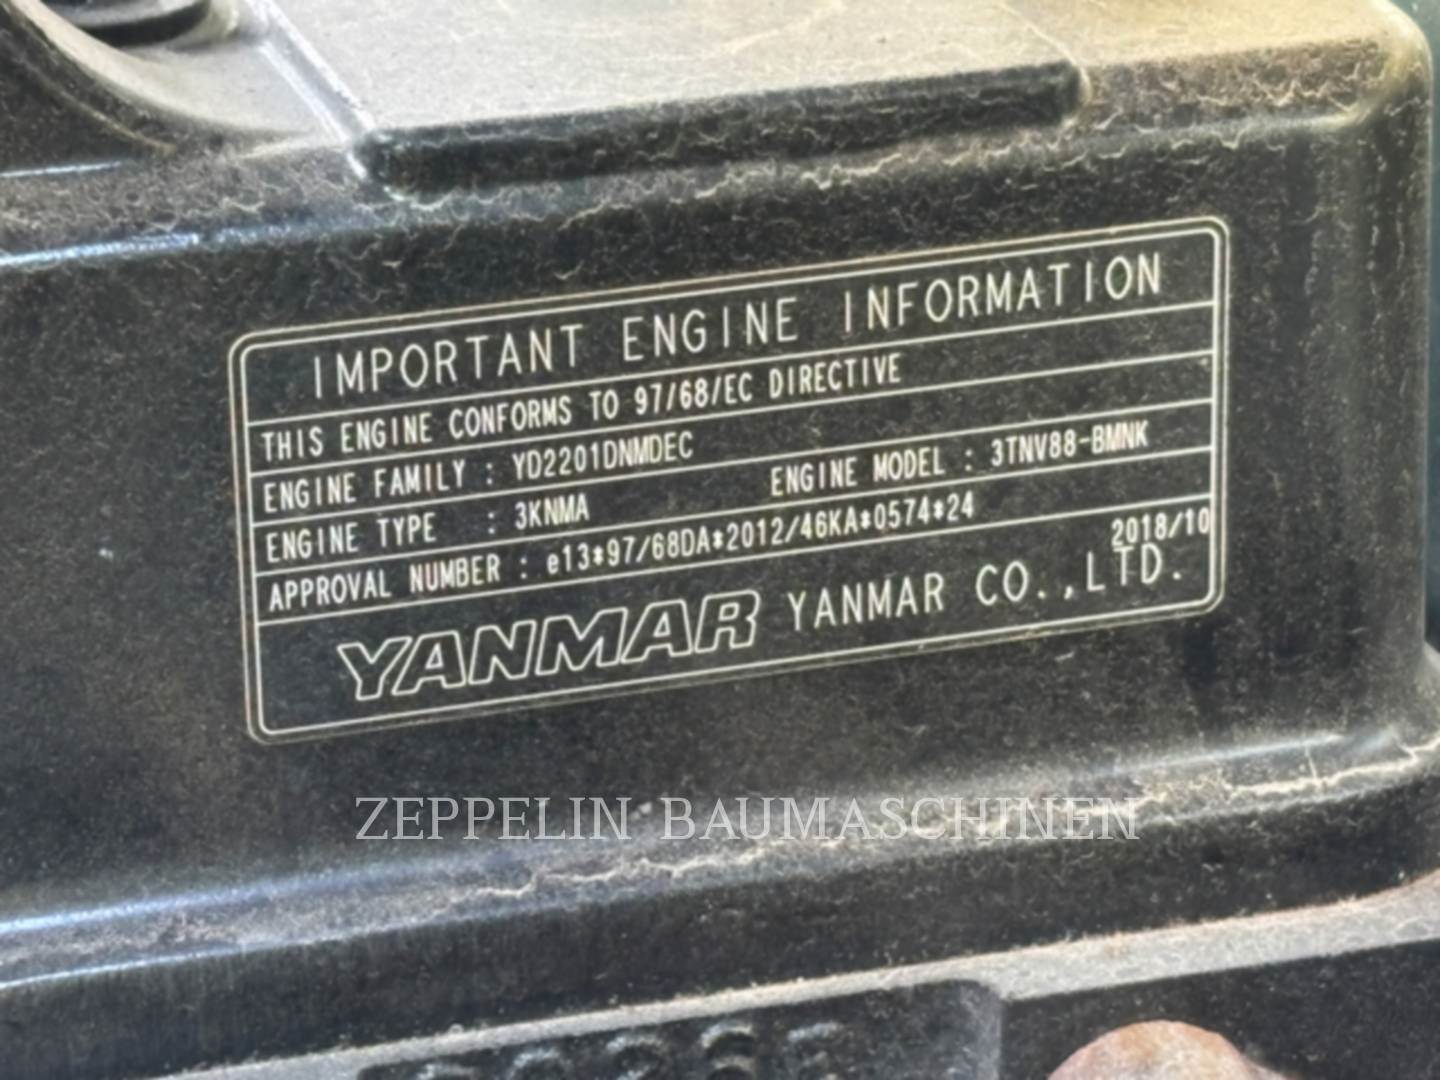 IMPORTANT ENGINE INFORMATION
THIS ENGINE CONFORMS TO 97/68/EC DIRECTIVE
ENGINE FAMILY : YD2201DNMDEC
ENGINE TYPE : 3KNMA ENGINE MODEL : 3TNV88-BMNK
APPROVAL NUMBER : e13*97/68DA*2012/46KA*0574*24
2018/10
YANMAR YANMAR CO.,LTD.
ZEPPELIN BAUMASCHINEN